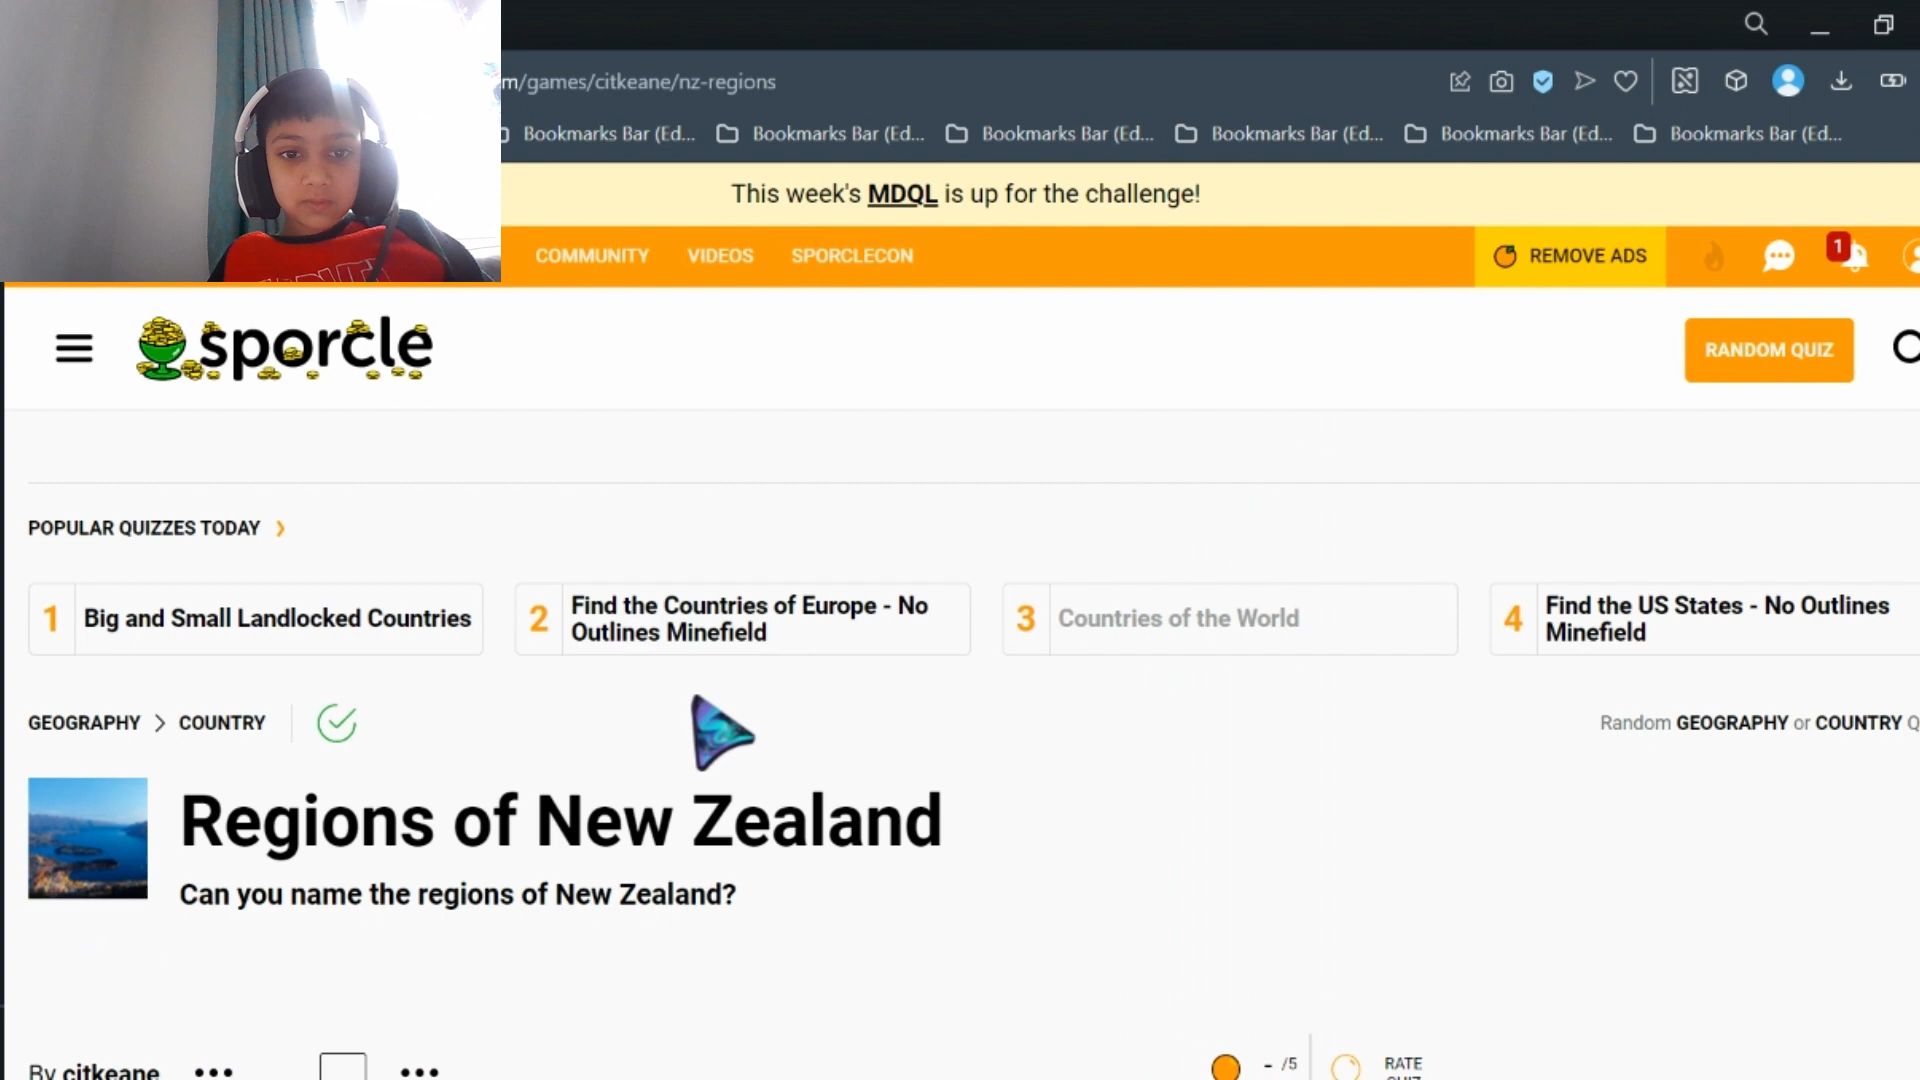 m/games/citkeane/nz-regions
Bookmarks Bar (Ed... Bookmarks Bar (Ed... Bookmarks Bar (Ed... Bookmarks Bar (Ed... Bookmarks Bar (Ed... Bookmarks Bar (Ed...
This week's MDQL is up for the challenge!
COMMUNITY VIDEOS SPORCLECON REMOVE ADS 1
sporcle RANDOM QUIZ
POPULAR QUIZZES TODAY
1 Big and Small Landlocked Countries
2 Find the Countries of Europe - No
Outlines Minefield
3 Countries of the World
4 Find the US States - No Outlines
Minefield
GEOGRAPHY > COUNTRY Random GEOGRAPHY or COUNTRY Q
Regions of New Zealand
Can you name the regions of New Zealand?
By citkeane - /5 RATE